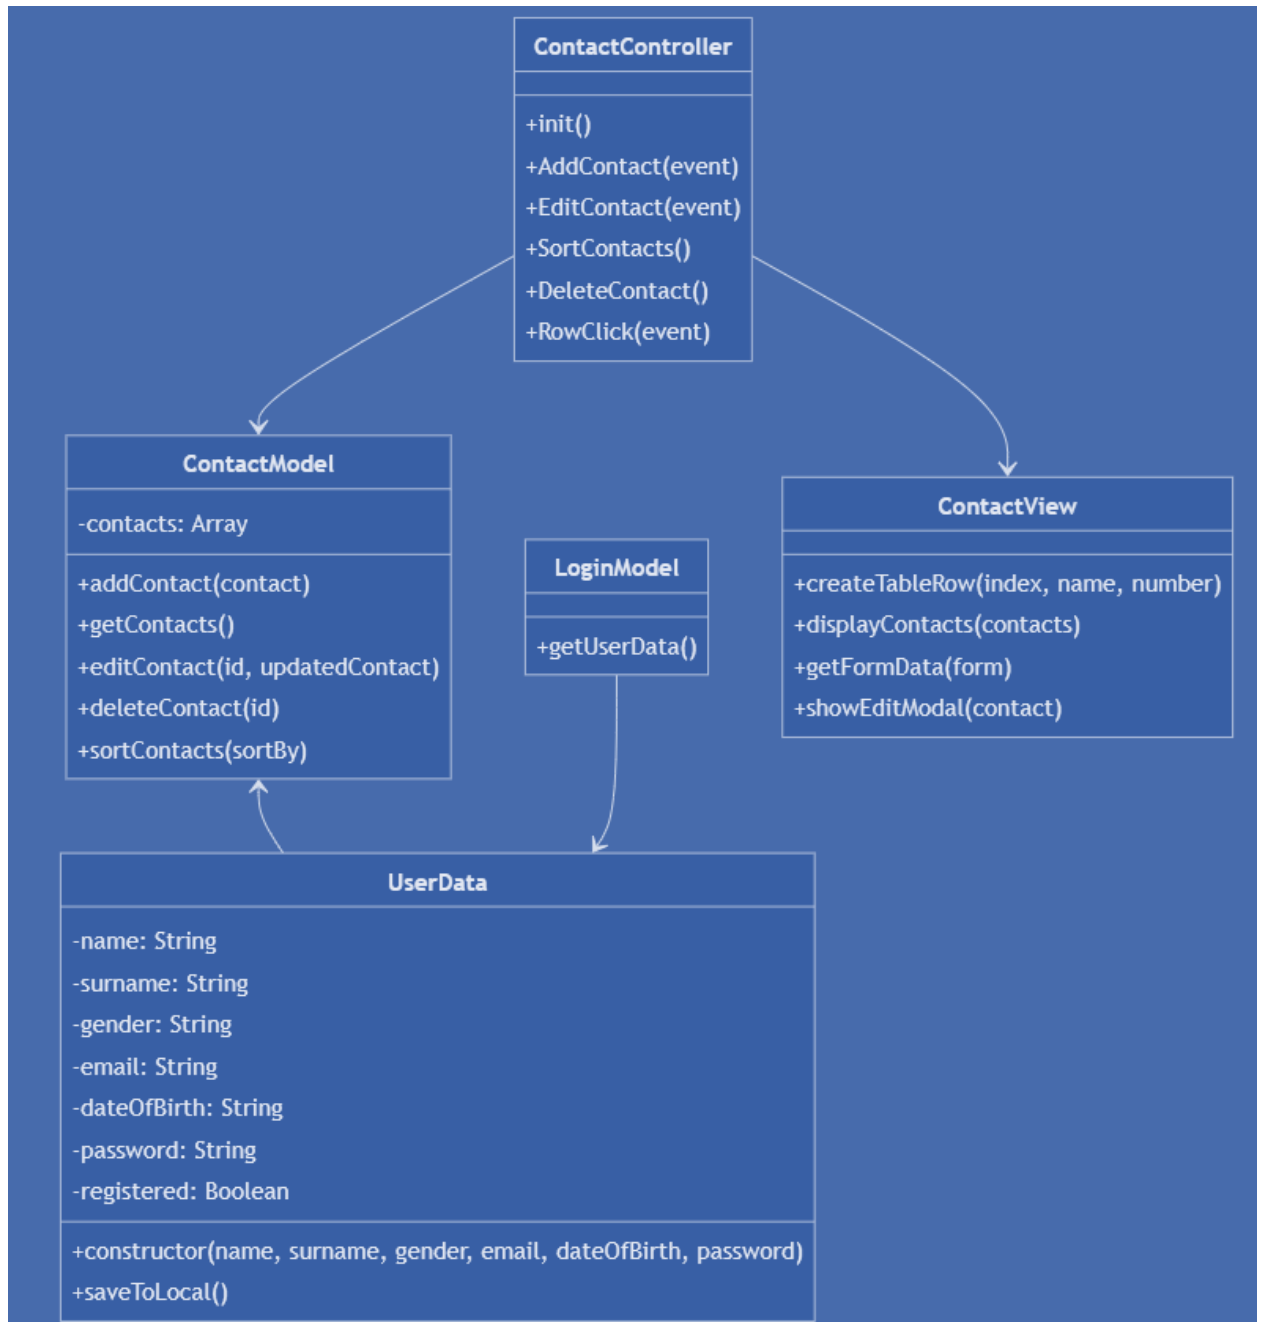 ContactController
+init()
+AddContact(event)
+EditContact(event)
+SortContacts()
+DeleteContact()
+RowClick(event)
ContactModel
-contacts: Array
+addContact(contact)
+getContacts()
+editContact(id, updatedContact)
+deleteContact(id)
+sortContacts(sortBy)
LoginModel
+getUserData()
ContactView
+createTableRow(index, name, number)
+displayContacts(contacts)
+getFormData(form)
+showEditModal(contact)
UserData
-name: String
-surname: String
-gender: String
-email: String
-dateOfBirth: String
-password: String
-registered: Boolean
+constructor(name, surname, gender, email, dateOfBirth, password)
+saveToLocal()